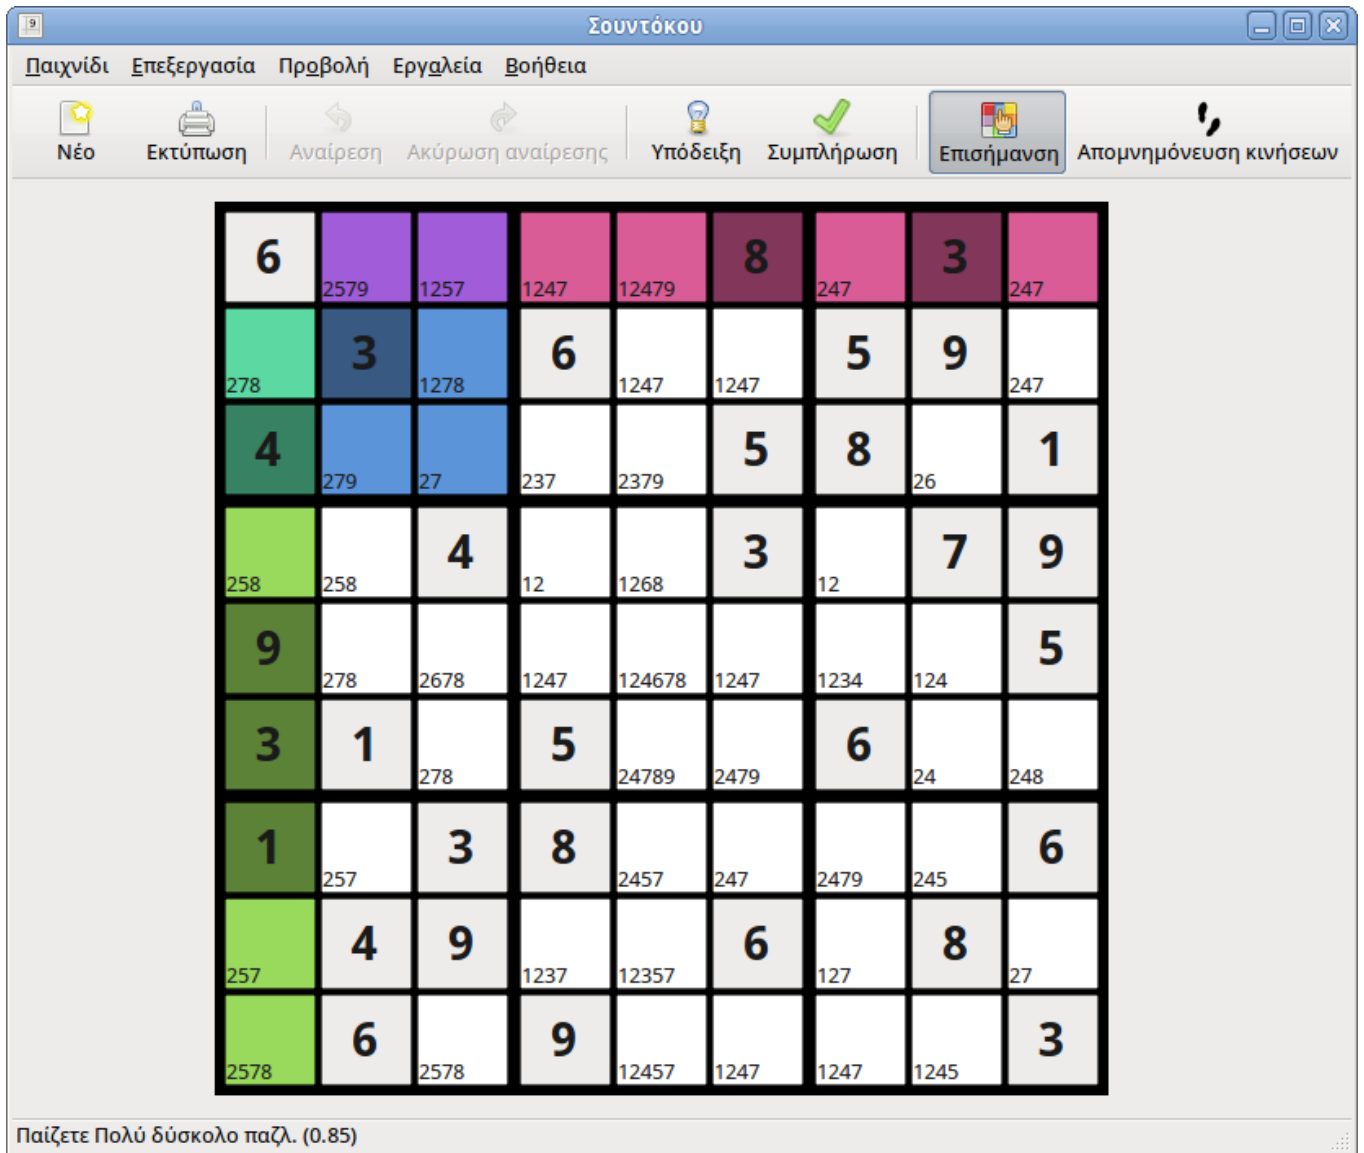 Σουντόκου
Παιχνίδι Επεξεργασία Προβολή Εργαλεία Βοήθεια
Νέο Εκτύπωση Αναίρεση Ακύρωση αναίρεσης Υπόδειξη Συμπλήρωση Επισήμανση Απομνημόνευση κινήσεων
6 8 3
2579 1257 1247 12479 247 247
3 6 5 9
278 1278 1247 1247 247
4 5 8 1
279 27 237 2379 26
4 3 7 9
258 258 12 1268 12
9 5
278 2678 1247 124678 1247 1234 124
3 1 5 6
278 24789 2479 24 248
1 3 8 6
257 2457 247 2479 245
4 9 6 8
257 1237 12357 127 27
6 9 3
2578 2578 12457 1247 1247 1245
Παίζετε Πολύ δύσκολο παζλ. (0.85)